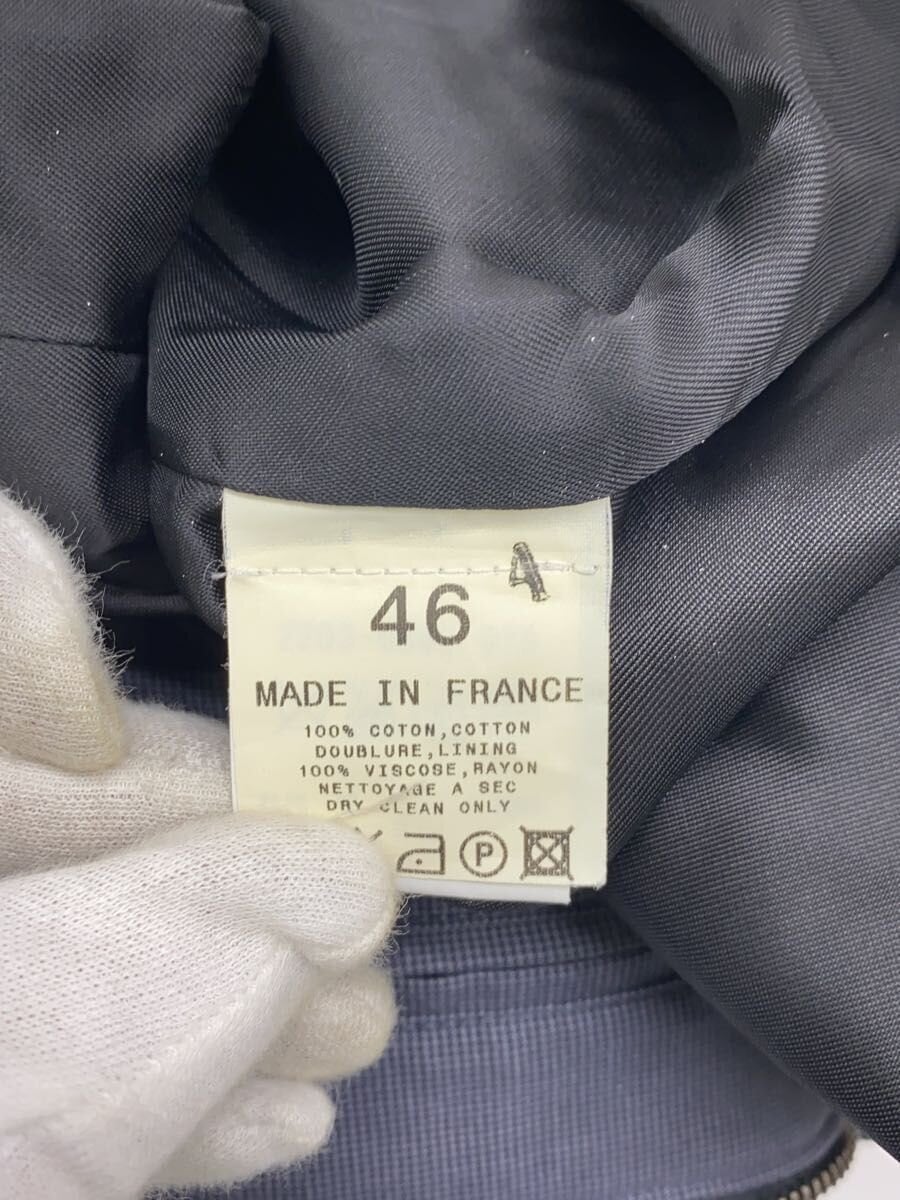 A
46
MADE IN FRANCE
100% COTON,COTTON
DOUBLURE,LINING
100% VISCOSE,RAYON
NETTOYAGE A SEC
DRY CLEAN ONLY
P